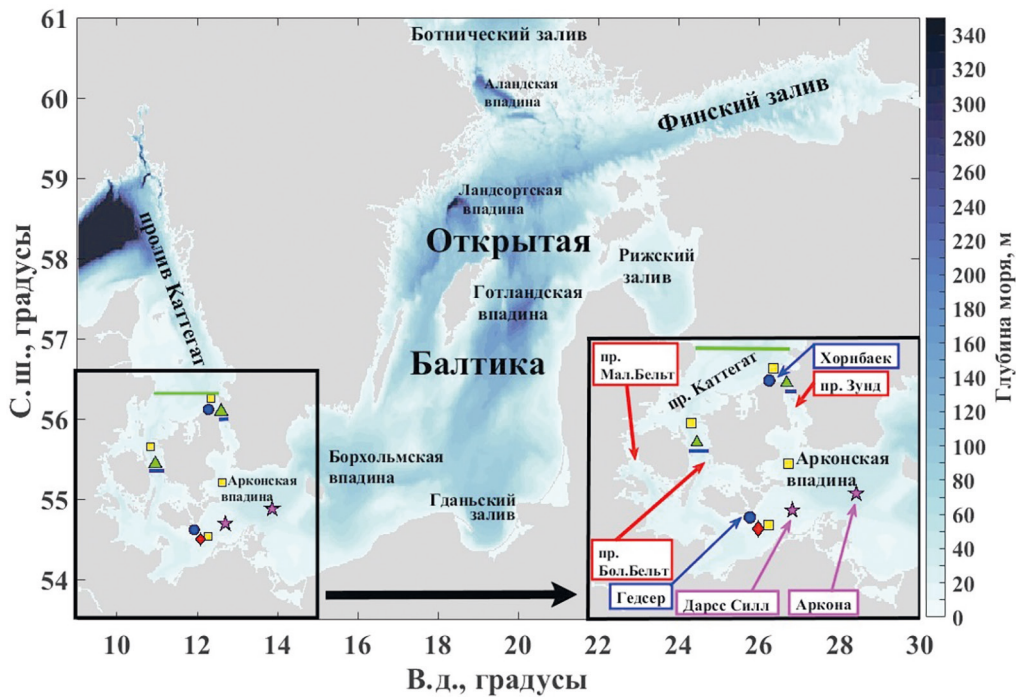 61
60
59
58
57
56
55
54
С. ш., градусы
Ботнический залив
Аландская
впадина
Финский залив
Ландсортская
впадина
пролив Каттегат
Открытая
Рижский
залив
Готландская
впадина
Балтика
Борхольмская
впадина
Арконская
впадина
Гданьский
залив
пр.
Мал.Бельт
пр. Каттегат
Хорнбаек
пр. Зунд
Арконская
впадина
пр.
Бол.Бельт
Гедсер
Дарсс Силл
Аркона
10 12 14 16 18 20 22 24 26 28 30
В. д., градусы
340
320
300
280
260
240
220
200
180
160
140
120
100
80
60
40
20
0
Глубина моря, м